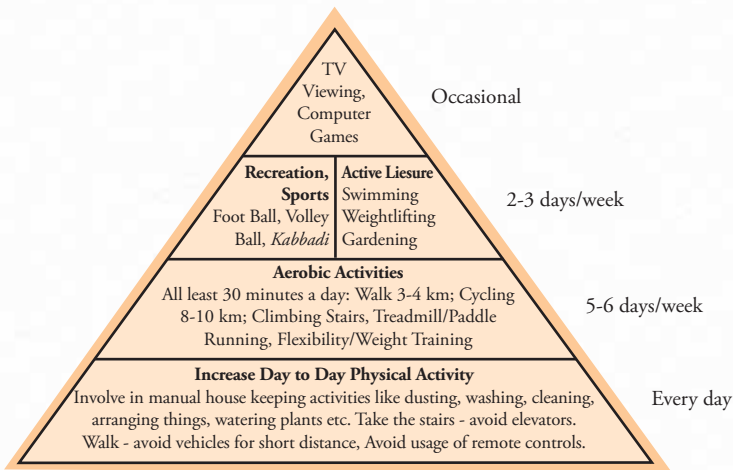 TV
Viewing,
Computer
Games
Occasional
Recreation,
Sports
Foot Ball, Volley
Ball, Kabbadi
Active Liesure
Swimming
Weightlifting
Gardening
2-3 days/week
Aerobic Activities
All least 30 minutes a day: Walk 3-4 km; Cycling
8-10 km; Climbing Stairs, Treadmill/Paddle
Running, Flexibility/Weight Training
5-6 days/week
Increase Day to Day Physical Activity
Involve in manual house keeping activities like dusting, washing, cleaning,
arranging things, watering plants etc. Take the stairs - avoid elevators.
Walk - avoid vehicles for short distance, Avoid usage of remote controls.
Every day